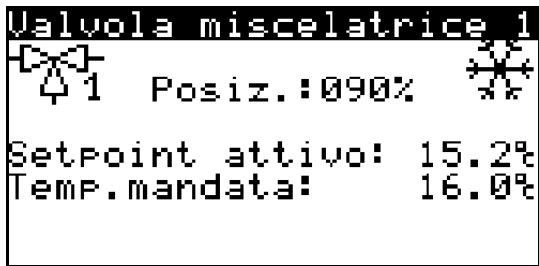 Valvola miscelatrice 1
1 Posiz.:090%
Setpoint attivo: 15.2℃
Temp.mandata: 16.0℃